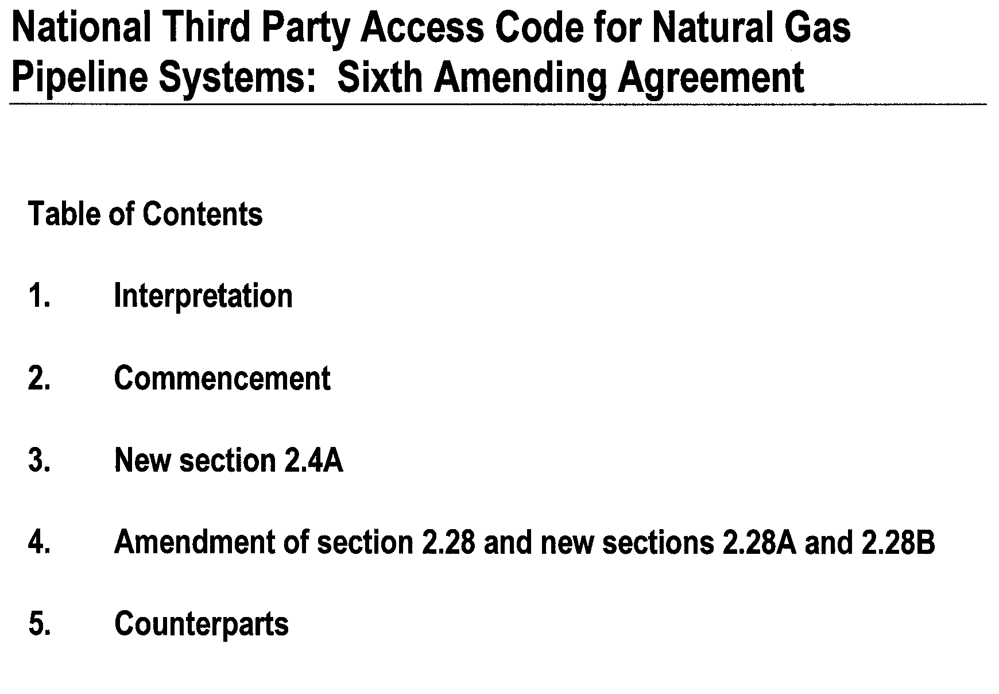 National Third Party Access Code for Natural Gas
Pipeline Systems: Sixth Amending Agreement
Table of Contents
1. Interpretation
2. Commencement
3. New section 2.4A
4. Amendment of section 2.28 and new sections 2.28A and 2.28B
5. Counterparts